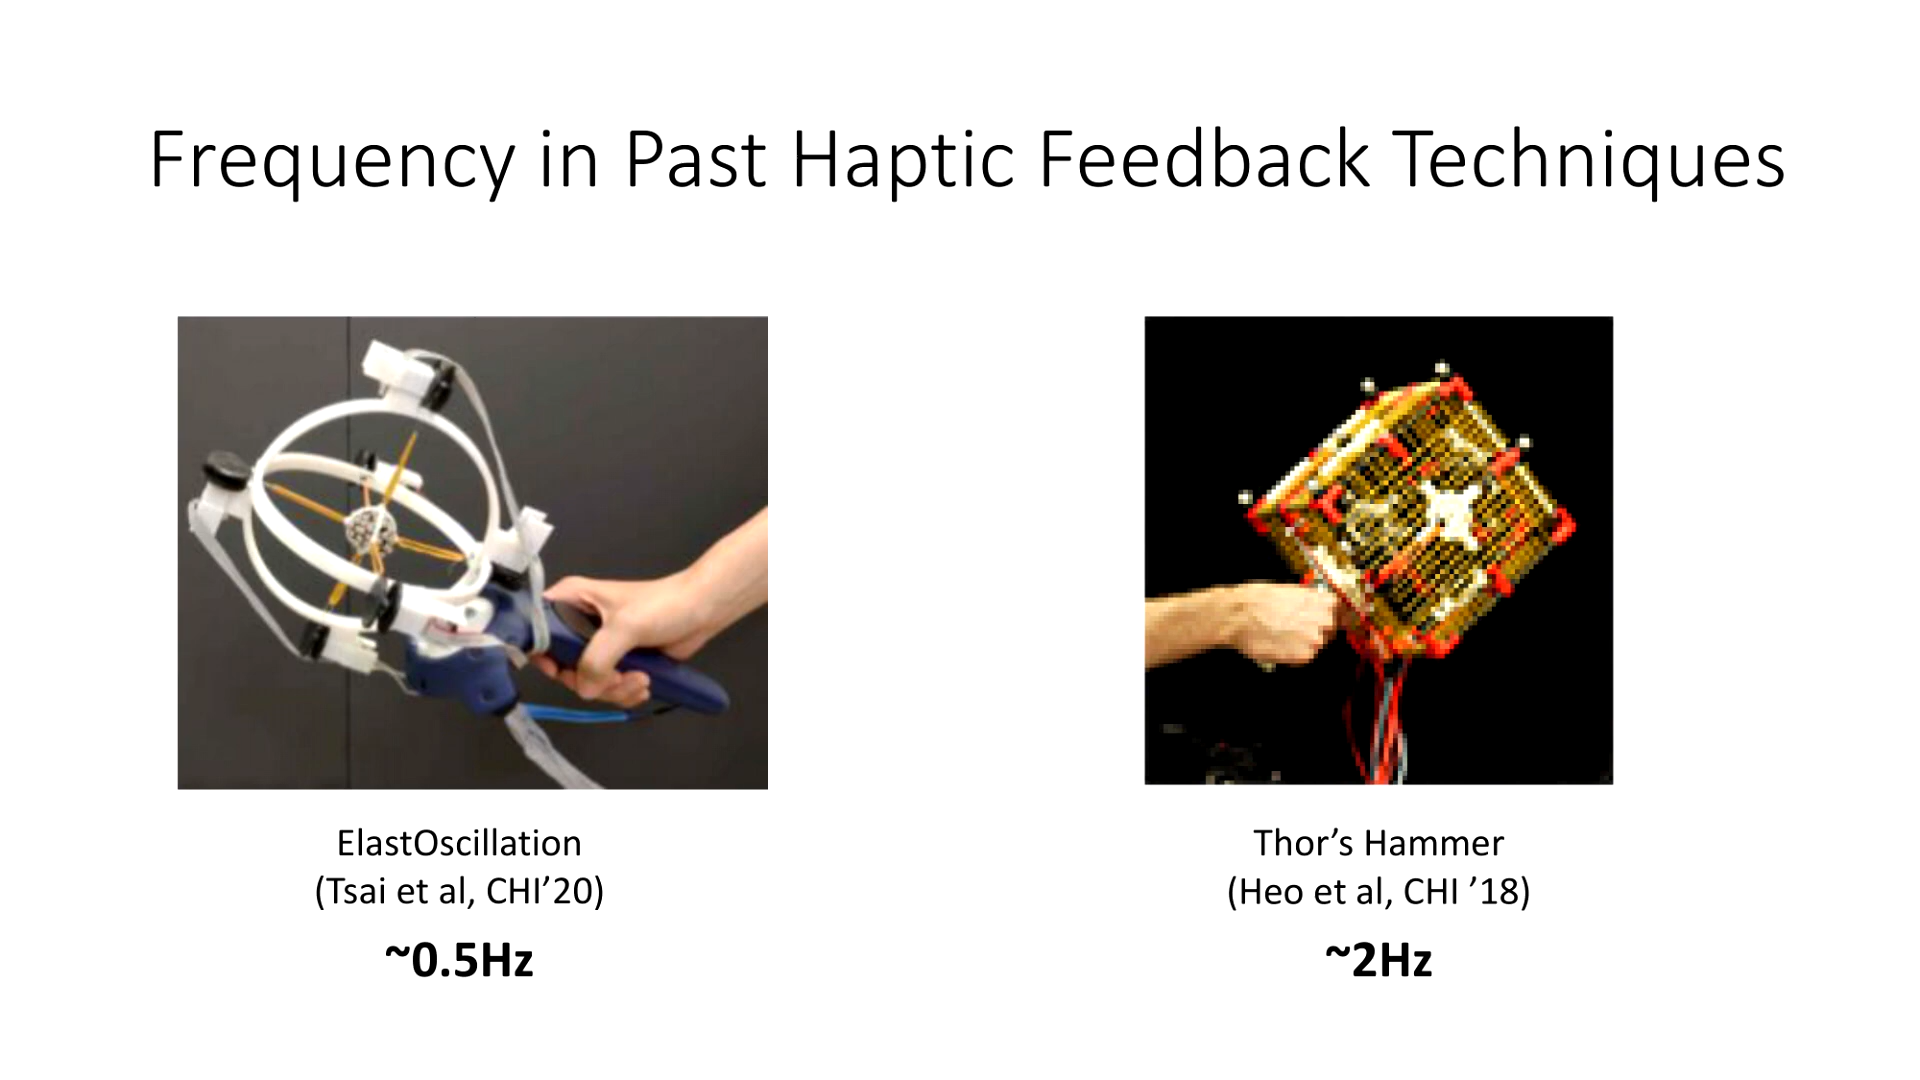 Frequency in Past Haptic Feedback Techniques
ElastOscillation
(Tsai et al, CHI’20)
~0.5Hz
Thor’s Hammer
(Heo et al, CHI ’18)
~2Hz